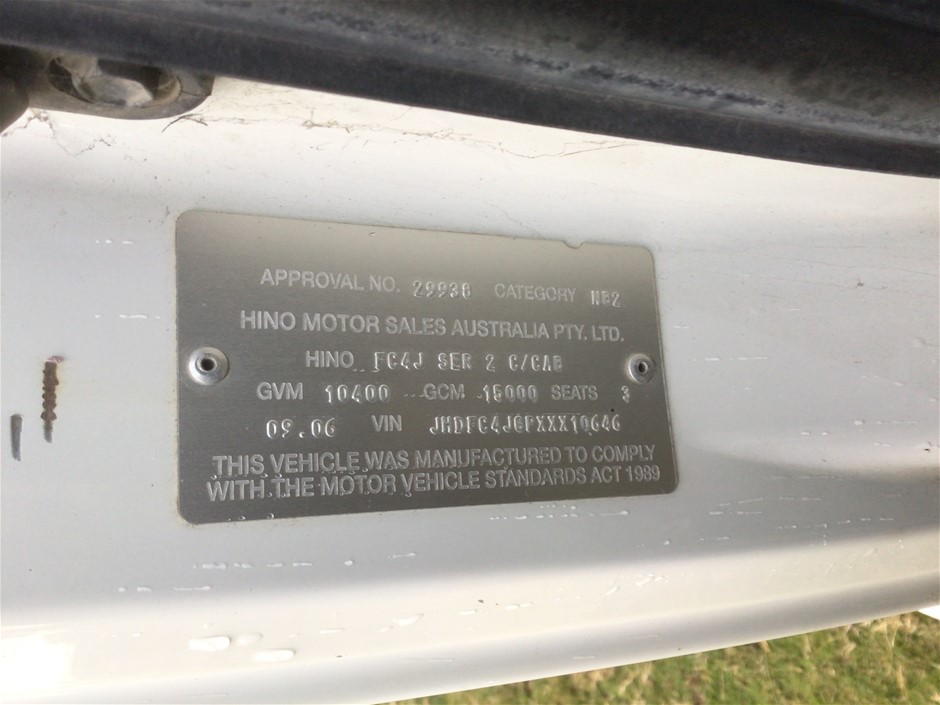 APPROVAL NO. 29938 CATEGORY NB2
HINO MOTOR SALES AUSTRALIA PTY. LTD.
HINO FC4J SER 2 C/CAB
GVM 10400 GCM 15000 SEATS 3
09.06 VIN JHDFC4JGPXXX10646
THIS VEHICLE WAS MANUFACTURED TO COMPLY
WITH THE MOTOR VEHICLE STANDARDS ACT 1989